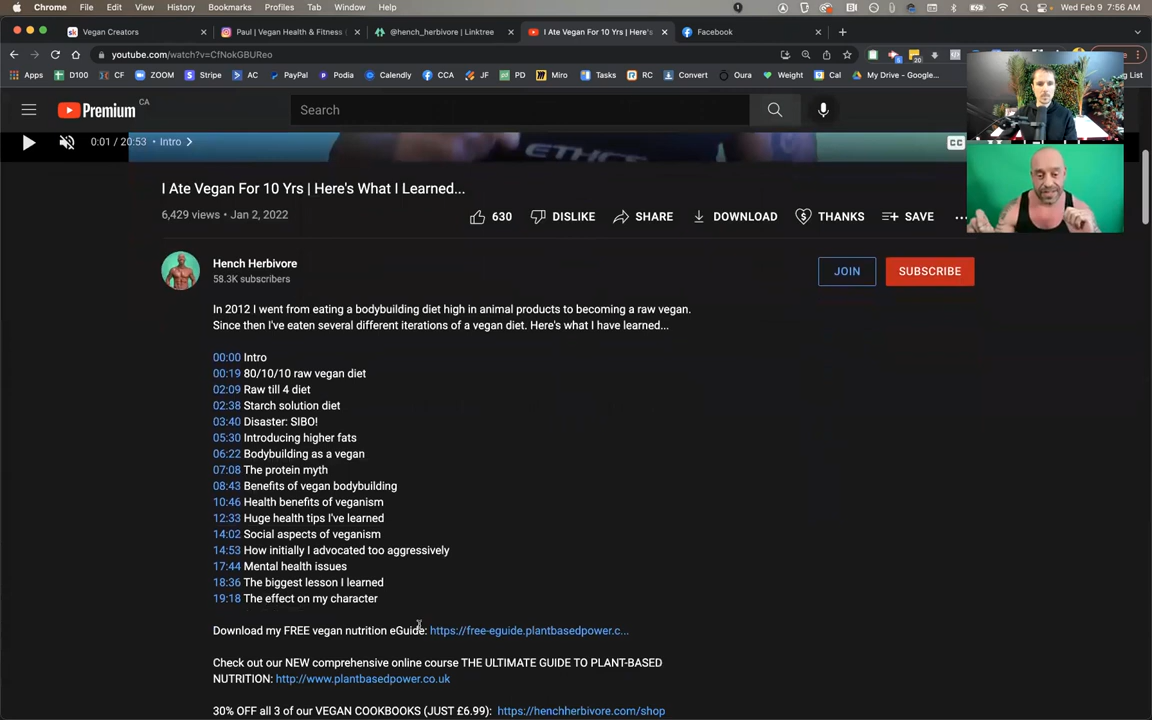 Chrome File Edit View History Bookmarks Profiles Tab Window Help Wed Feb 9 7:56 AM
Vegan Creators Paul | Vegan Health & Fitness @hench_herbivore | Linktree I Ate Vegan For 10 Yrs | Here's Facebook
youtube.com/watch?v=CfNokGBUReo
Apps D100 CF ZOOM Stripe AC PayPal Podia Calendly CCA JF PD Miro Tasks RC Convert Oura Weight My Drive – Google... List
Premium CA Search
0:01 / 20:53 • Intro CC
I Ate Vegan For 10 Yrs | Here's What I Learned...
6,429 views • Jan 2, 2022 630 DISLIKE SHARE DOWNLOAD THANKS SAVE ...
Hench Herbivore
58.3K subscribers
JOIN SUBSCRIBE
In 2012 I went from eating a bodybuilding diet high in animal products to becoming a raw vegan.
Since then I've eaten several different iterations of a vegan diet. Here's what I have learned...
00:00 Intro
00:19 80/10/10 raw vegan diet
02:09 Raw till 4 diet
02:38 Starch solution diet
03:40 Disaster: SIBO!
05:30 Introducing higher fats
06:22 Bodybuilding as a vegan
07:08 The protein myth
08:43 Benefits of vegan bodybuilding
10:46 Health benefits of veganism
12:33 Huge health tips I've learned
14:02 Social aspects of veganism
14:53 How initially I advocated too aggressively
17:44 Mental health issues
18:36 The biggest lesson I learned
19:18 The effect on my character
Download my FREE vegan nutrition eGuide: https://free-eguide.plantbasedpower.c...
Check out our NEW comprehensive online course THE ULTIMATE GUIDE TO PLANT-BASED
NUTRITION: http://www.plantbasedpower.co.uk
30% OFF all 3 of our VEGAN COOKBOOKS (JUST £6.99): https://henchherbivore.com/shop